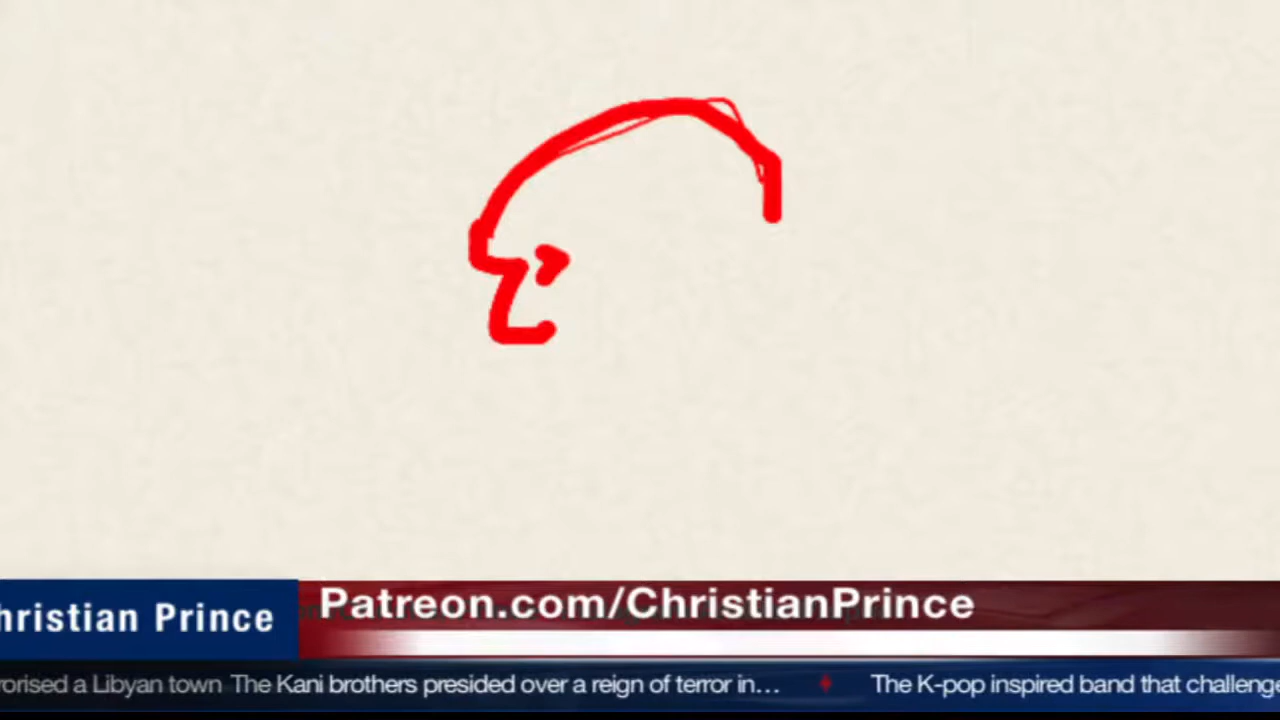 hristian Prince
Patreon.com/ChristianPrince
rorised a Libyan town The Kani brothers presided over a reign of terror in… The K-pop inspired band that challenge